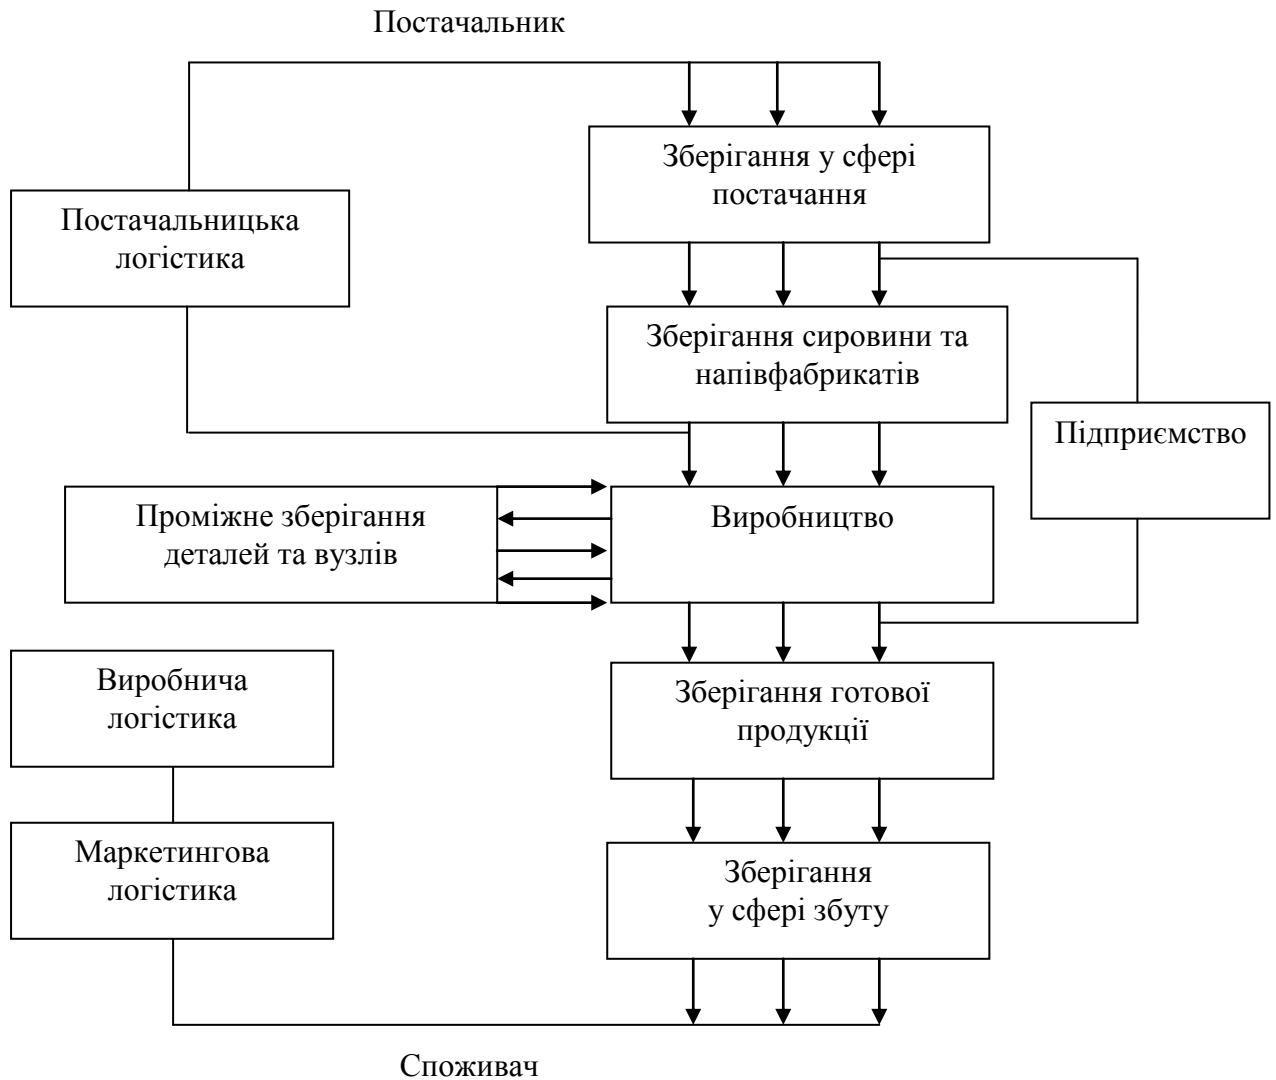 Постачальник
Зберігання у сфері
постачання
Постачальницька
логістика
Зберігання сировини та
напівфабрикатів
Підприємство
Проміжне зберігання
деталей та вузлів
Виробництво
Виробнича
логістика
Зберігання готової
продукції
Маркетингова
логістика
Зберігання
у сфері збуту
Споживач